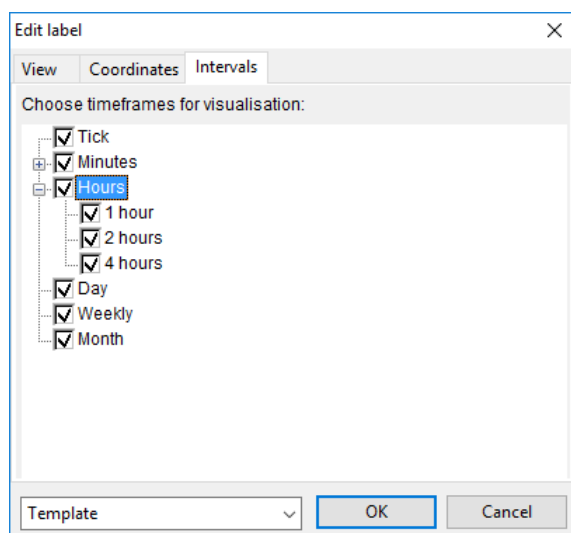 Edit label
View Coordinates Intervals
Choose timeframes for visualisation:
Tick
Minutes
Hours
1 hour
2 hours
4 hours
Day
Weekly
Month
Template OK Cancel